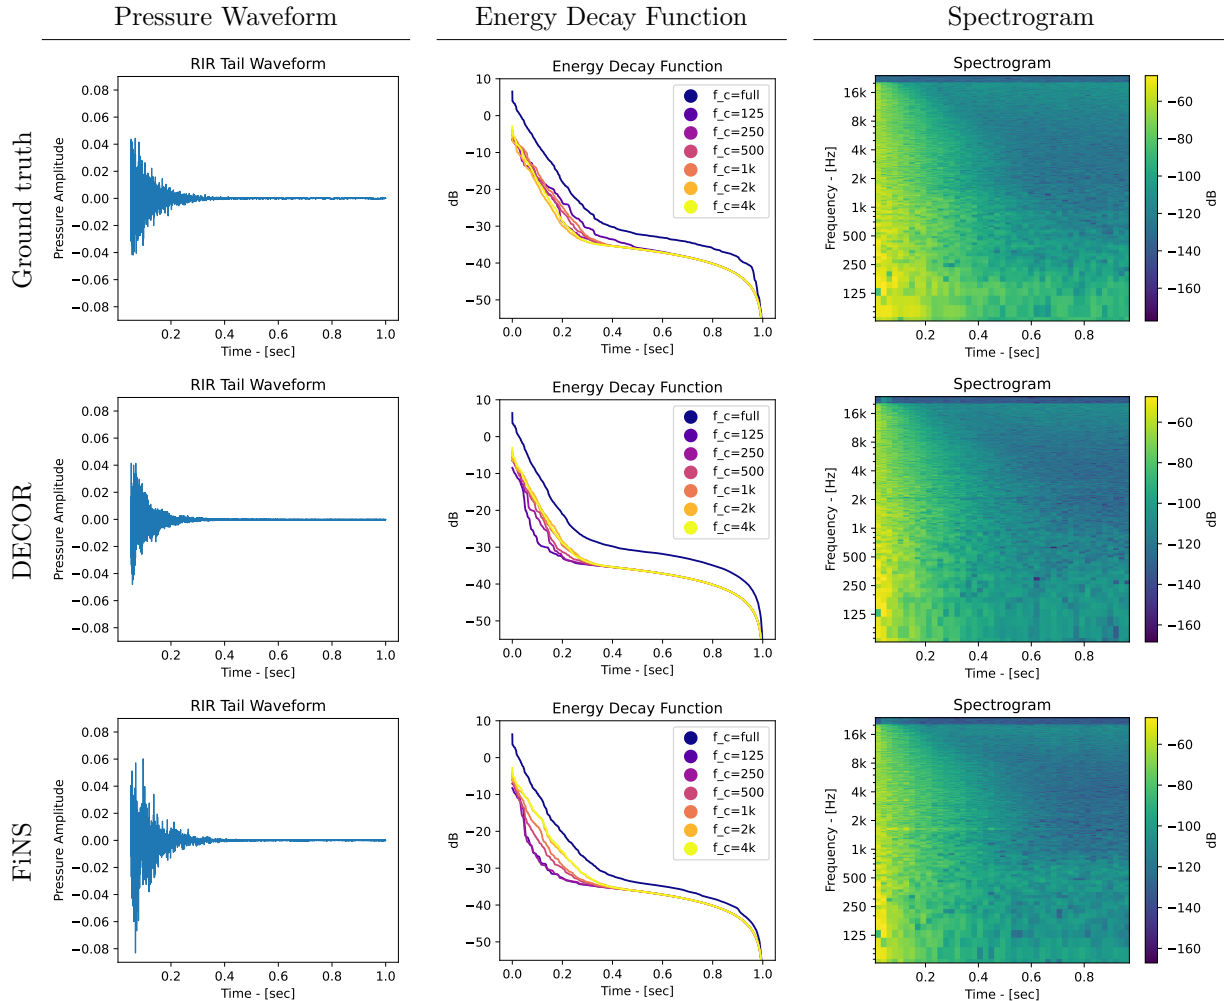 Pressure Waveform
Energy Decay Function
Spectrogram
Ground truth
RIR Tail Waveform
Pressure Amplitude
0.08
0.06
0.04
0.02
0.00
−0.02
−0.04
−0.06
−0.08
0.2 0.4 0.6 0.8 1.0
Time - [sec]
Energy Decay Function
dB
10
0
−10
−20
−30
−40
−50
f_c=full
f_c=125
f_c=250
f_c=500
f_c=1k
f_c=2k
f_c=4k
0.0 0.2 0.4 0.6 0.8 1.0
Time - [sec]
Spectrogram
Frequency - [Hz]
16k
8k
4k
2k
1k
500
250
125
0.2 0.4 0.6 0.8
Time - [sec]
−60
−80
−100
−120
−140
−160
dB
DECOR
RIR Tail Waveform
Pressure Amplitude
0.08
0.06
0.04
0.02
0.00
−0.02
−0.04
−0.06
−0.08
0.2 0.4 0.6 0.8 1.0
Time - [sec]
Energy Decay Function
dB
10
0
−10
−20
−30
−40
−50
f_c=full
f_c=125
f_c=250
f_c=500
f_c=1k
f_c=2k
f_c=4k
0.0 0.2 0.4 0.6 0.8 1.0
Time - [sec]
Spectrogram
Frequency - [Hz]
16k
8k
4k
2k
1k
500
250
125
0.2 0.4 0.6 0.8
Time - [sec]
−60
−80
−100
−120
−140
−160
dB
FiNS
RIR Tail Waveform
Pressure Amplitude
0.08
0.06
0.04
0.02
0.00
−0.02
−0.04
−0.06
−0.08
0.2 0.4 0.6 0.8 1.0
Time - [sec]
Energy Decay Function
dB
10
0
−10
−20
−30
−40
−50
f_c=full
f_c=125
f_c=250
f_c=500
f_c=1k
f_c=2k
f_c=4k
0.0 0.2 0.4 0.6 0.8 1.0
Time - [sec]
Spectrogram
Frequency - [Hz]
16k
8k
4k
2k
1k
500
250
125
0.2 0.4 0.6 0.8
Time - [sec]
−60
−80
−100
−120
−140
−160
dB